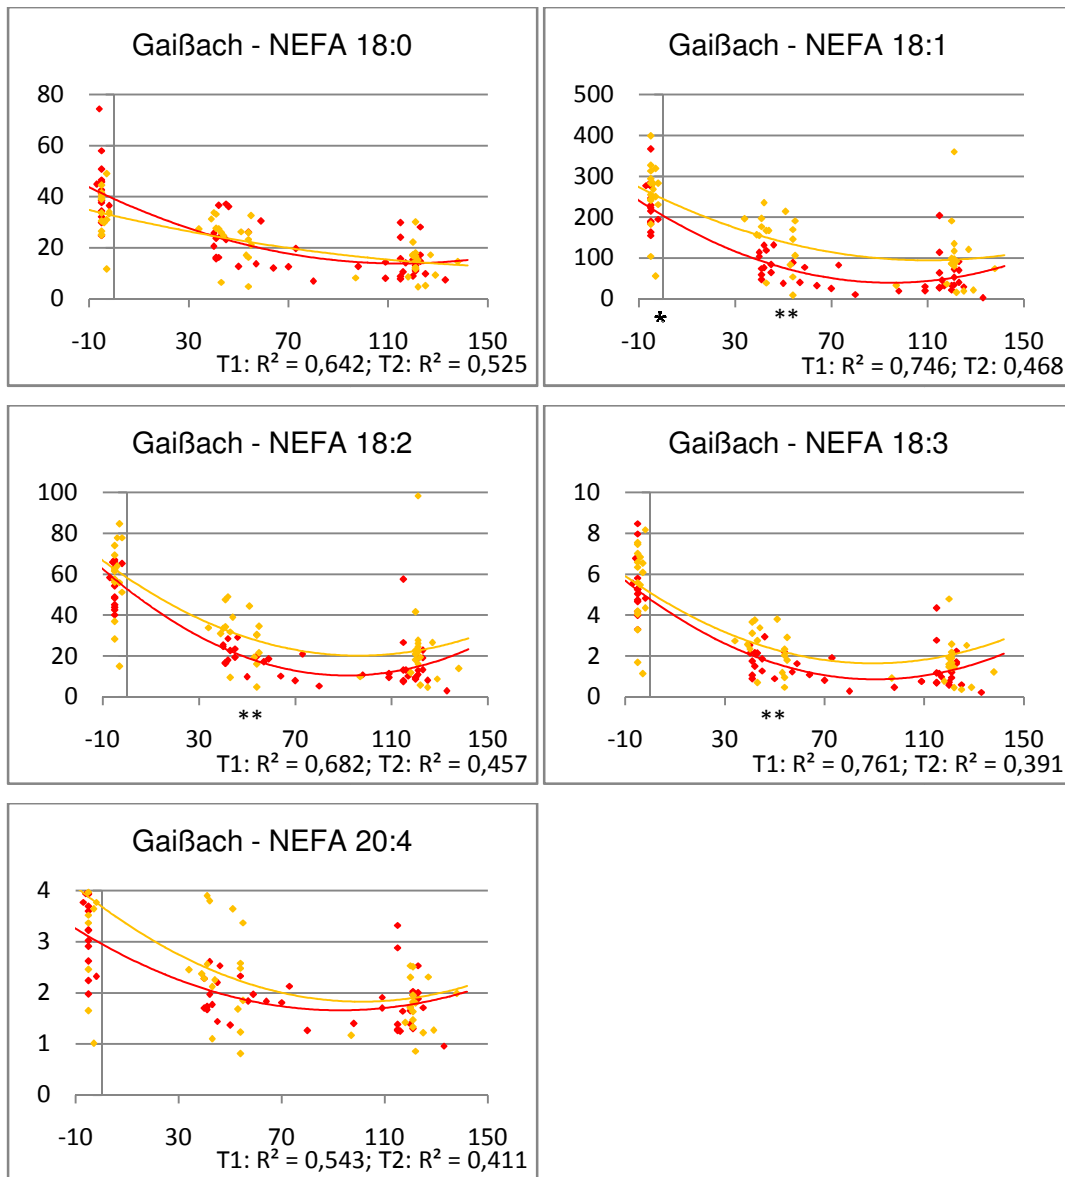 Gaißach - NEFA 18:0
80
60
40
20
0
-10 30 70 110 150
T1: R² = 0,642; T2: R² = 0,525
Gaißach - NEFA 18:1
500
400
300
200
100
0
* **
-10 30 70 110 150
T1: R² = 0,746; T2: 0,468
Gaißach - NEFA 18:2
100
80
60
40
20
0
**
-10 30 70 110 150
T1: R² = 0,682; T2: R² = 0,457
Gaißach - NEFA 18:3
10
8
6
4
2
0
**
-10 30 70 110 150
T1: R² = 0,761; T2: R² = 0,391
Gaißach - NEFA 20:4
4
3
2
1
0
-10 30 70 110 150
T1: R² = 0,543; T2: R² = 0,411